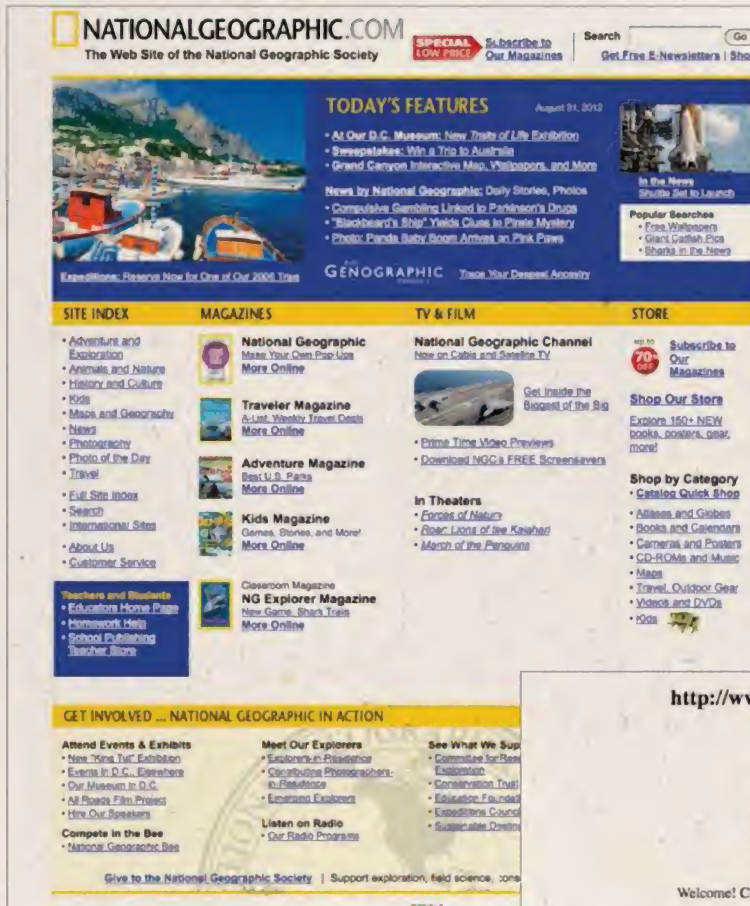 NATIONALGEOGRAPHIC.COM
The Web Site of the National Geographic Society
SPECIAL
LOW PRICE
Subscribe to
Our Magazines
Search
Go
Get Free E-Newsletters | Sho
TODAY'S FEATURES
August 31, 2012
• At Our D.C. Museum: New Traits of Life Exhibition
• Sweepstakes: Win a Trip to Australia
• Grand Canyon Interactive Map, Wallpapers, and More
News by National Geographic: Daily Stories, Photos
• Compulsive Gambling Linked to Parkinson's Drugs
• "Blackbeard's Ship" Yields Clues to Pirate Mystery
• Photo: Panda Baby Boom Arrives on Pink Paws
Expeditions: Reserve Now for One of Our 2006 Trips
GENOGRAPHIC
Trace Your Deepest Ancestry
In the News
Shuttle Set to Launch
Popular Searches
• Free Wallpapers
• Giant Catfish Pics
• Sharks in the News
SITE INDEX
• Adventure and
Exploration
• Animals and Nature
• History and Culture
• Kids
• Maps and Geography
• News
• Photography
• Photo of the Day
• Travel
• Full Site Index
• Search
• International Sites
• About Us
• Customer Service
Teachers and Students
• Educators Home Page
• Homework Help
• School Publishing
Teacher Store
MAGAZINES
National Geographic
Make Your Own Pop Ups
More Online
Traveler Magazine
A-List, Weekly Travel Deals
More Online
Adventure Magazine
Best U.S. Parks
More Online
Kids Magazine
Games, Stories, and More!
More Online
Classroom Magazine
NG Explorer Magazine
New Game: Shark Train
More Online
TV & FILM
National Geographic Channel
Now on Cable and Satellite TV
Get Inside the
Biggest of the Big
• Prime Time Video Previews
• Download NGC's FREE Screensavers
In Theaters
• Forces of Nature
• Roar: Lions of the Kalahari
• March of the Penguins
STORE
up to
70%
OFF
Subscribe to
Our
Magazines
Shop Our Store
Explore 150+ NEW
books, posters, gear,
more!
Shop by Category
• Catalog Quick Shop
• Atlases and Globes
• Books and Calendars
• Cameras and Posters
• CD-ROMs and Music
• Maps
• Travel, Outdoor Gear
• Videos and DVDs
• Kids
GET INVOLVED ... NATIONAL GEOGRAPHIC IN ACTION
Attend Events & Exhibits
• New "King Tut" Exhibition
• Events in D.C., Elsewhere
• Our Museum in D.C.
• All Roads Film Project
• Hire Our Speakers
Compete in the Bee
• National Geographic Bee
Meet Our Explorers
• Explorers-in-Residence
• Contributing Photographers-
in-Residence
• Emerging Explorers
Listen on Radio
• Our Radio Programs
See What We Sup
• Committee for Rese
Exploration
• Conservation Trust
• Education Foundat
• Expeditions Counc
• Sustainable Destin
Give to the National Geographic Society | Support exploration, field science, cons
http://wv
Welcome! C